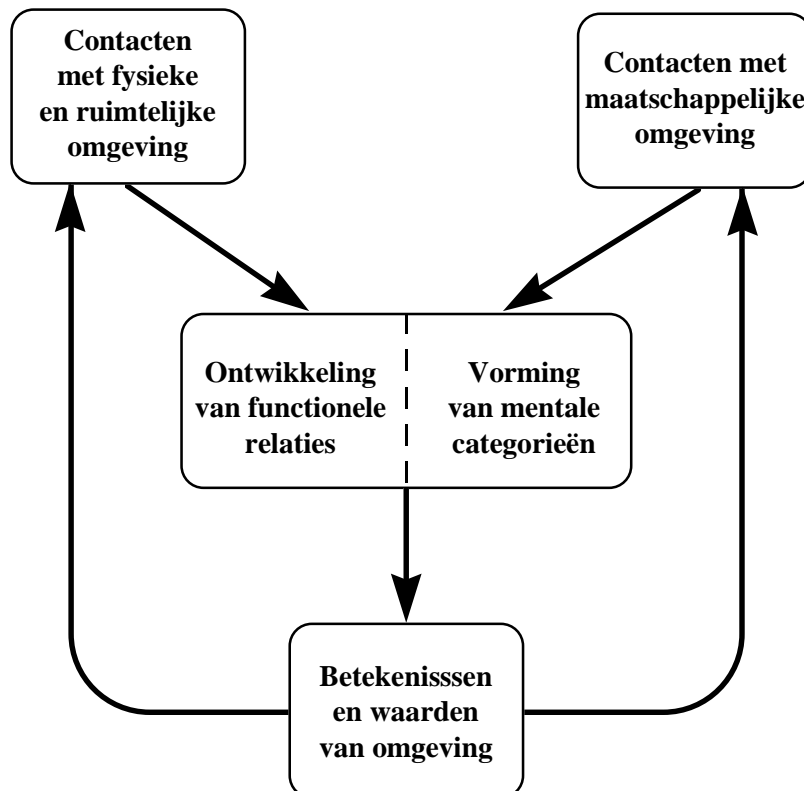 Contacten
met fysieke
en ruimtelijke
omgeving
Contacten met
maatschappelijke
omgeving
Ontwikkeling
van functionele
relaties
Vorming
van mentale
categorieën
Betekenisssen
en waarden
van omgeving